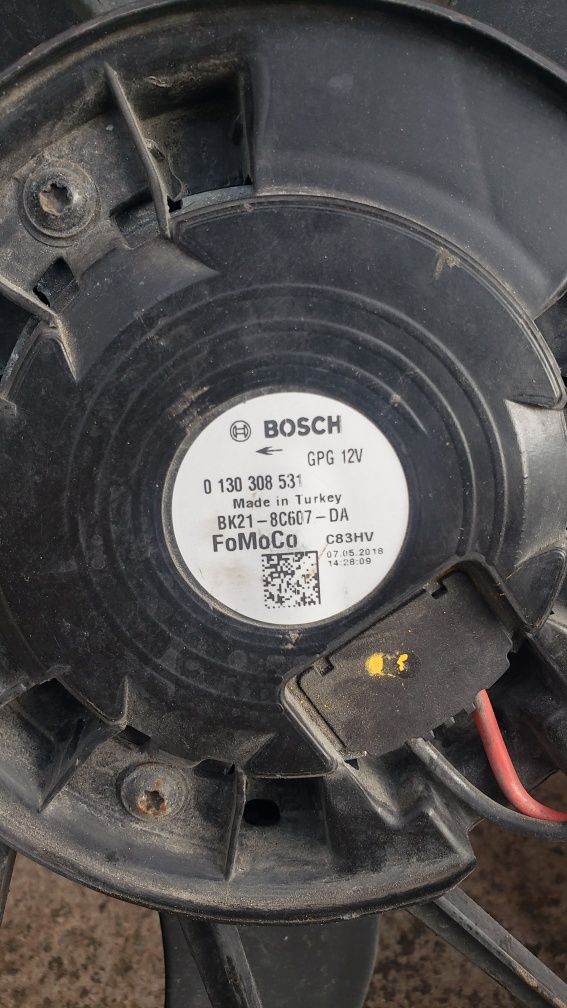 BOSCH
GPG 12V
0 130 308 531
Made in Turkey
BK21-8C607-DA
FoMoCo C83HV
07.05.2018
14:28:09